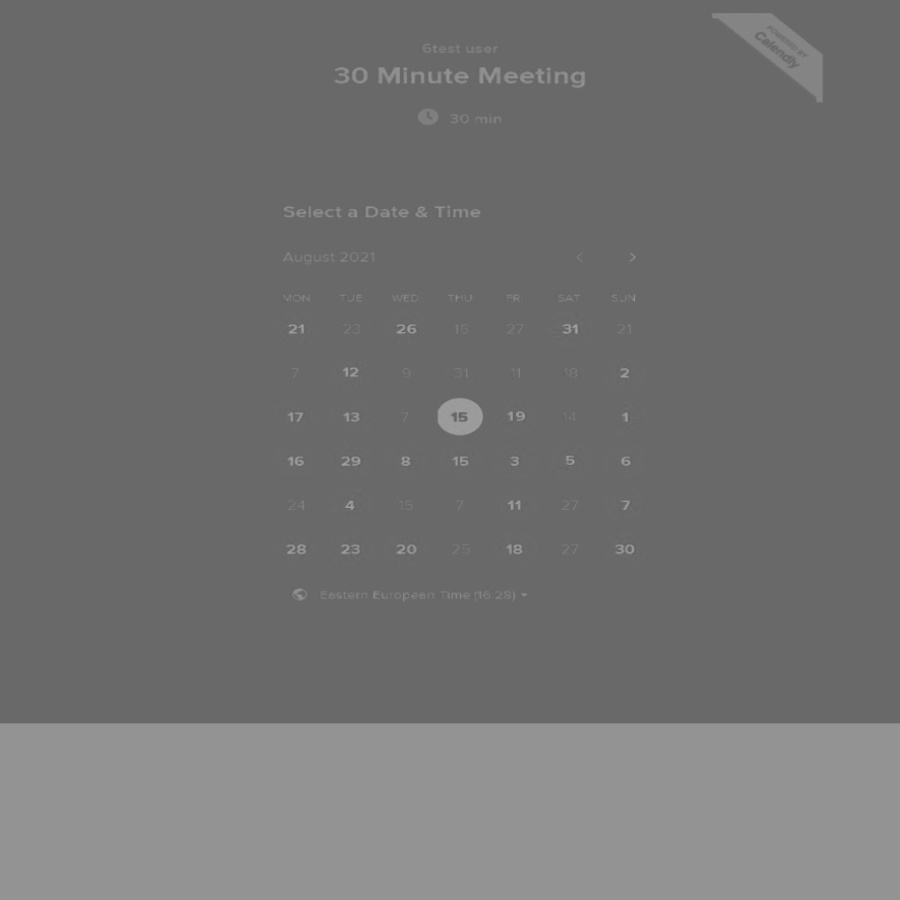 6test user
30 Minute Meeting
30 min
POWERED BY
Calendly
Select a Date & Time
August 2021
MON TUE WED THU FRI SAT SUN
21 23 26 15 27 31 21
7 12 9 31 11 18 2
17 13 7 15 19 14 1
16 29 8 15 3 5 6
24 4 15 7 11 27 7
28 23 20 25 18 27 30
Eastern European Time (16:28)